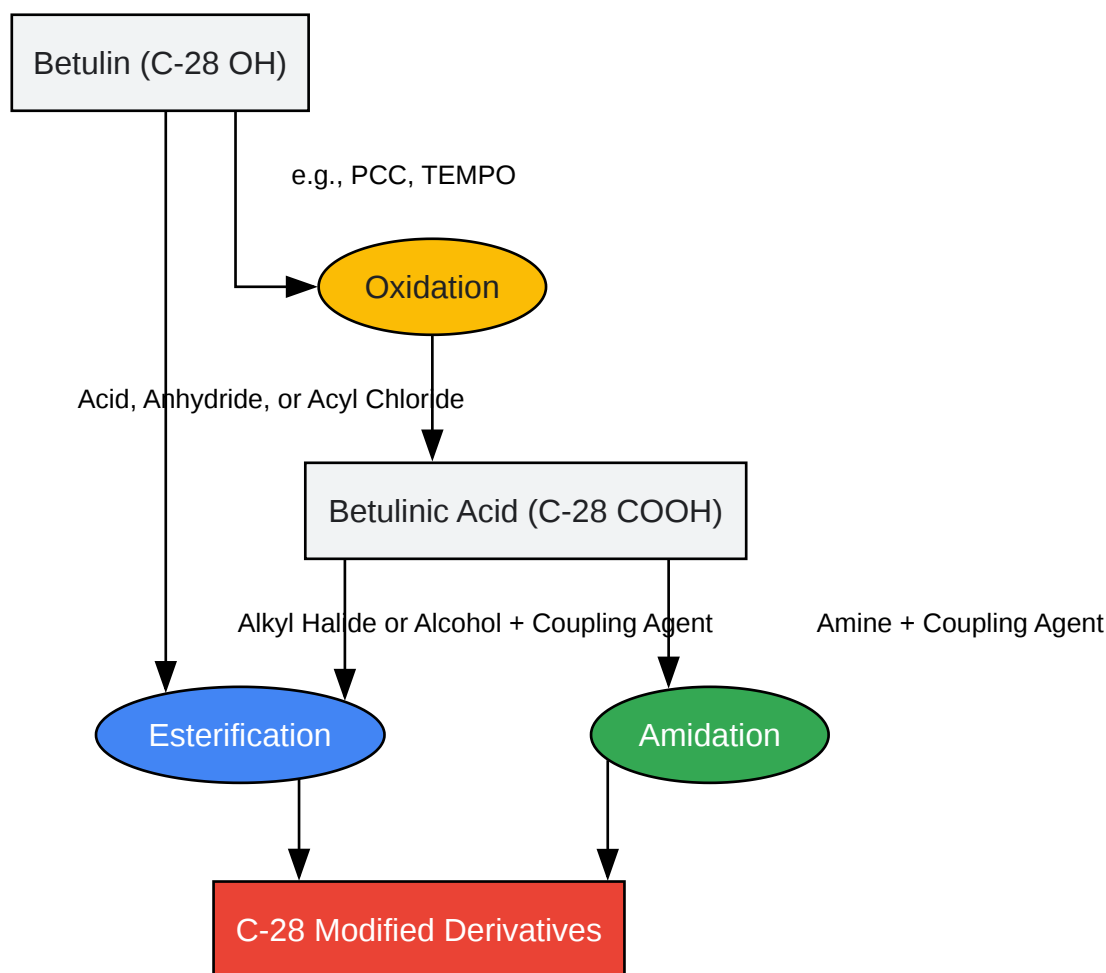 Betulin (C-28 OH)
e.g., PCC, TEMPO
Oxidation
Acid, Anhydride, or Acyl Chloride
Betulinic Acid (C-28 COOH)
Alkyl Halide or Alcohol + Coupling Agent
Amine + Coupling Agent
Esterification
Amidation
C-28 Modified Derivatives